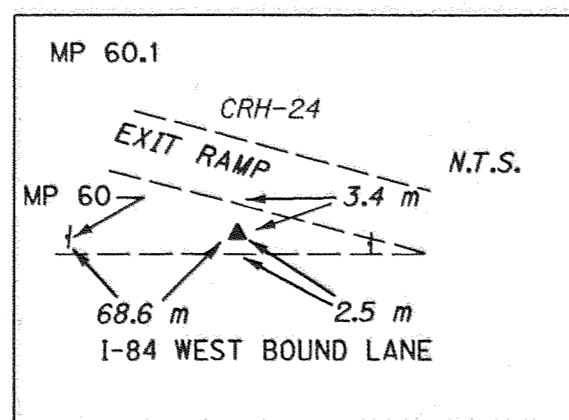 MP 60.1
CRH-24
EXIT RAMP
N.T.S.
MP 60
3.4 m
68.6 m
2.5 m
I-84 WEST BOUND LANE